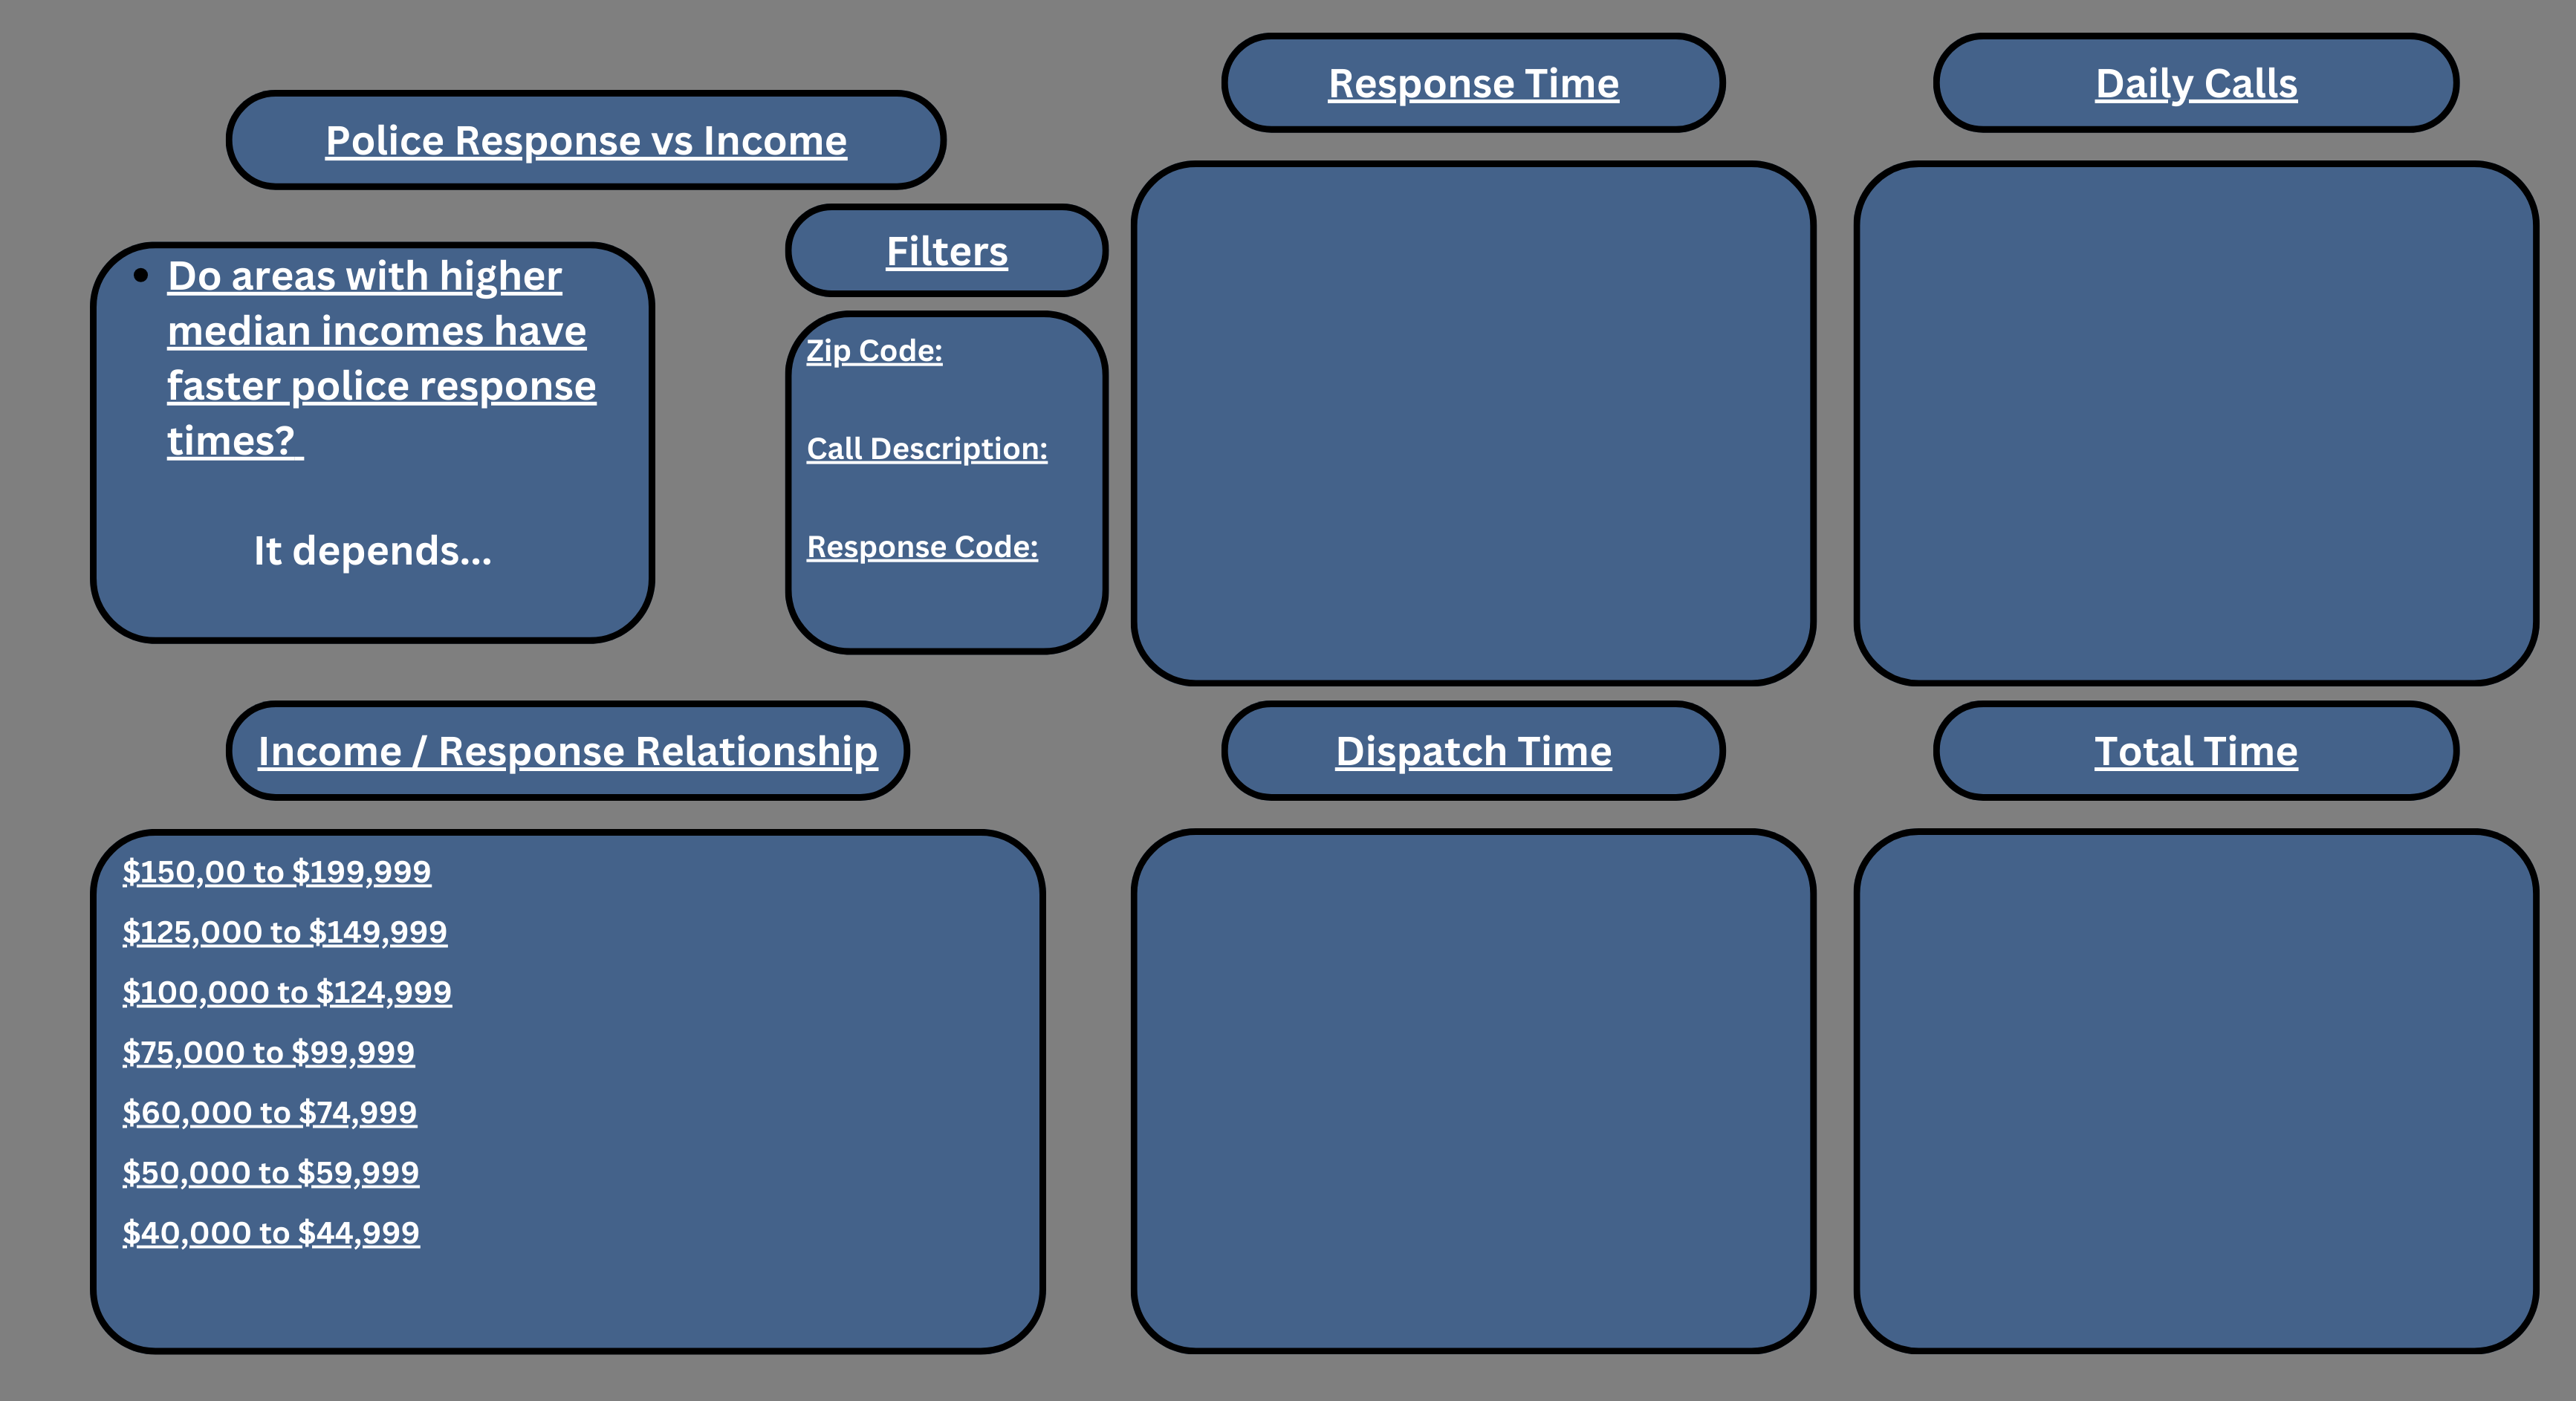 Police Response vs Income
Do areas with higher
median incomes have
faster police response
times?
It depends...
Filters
Zip Code:
Call Description:
Response Code:
Response Time
Daily Calls
Income / Response Relationship
$150,00 to $199,999
$125,000 to $149,999
$100,000 to $124,999
$75,000 to $99,999
$60,000 to $74,999
$50,000 to $59,999
$40,000 to $44,999
Dispatch Time
Total Time